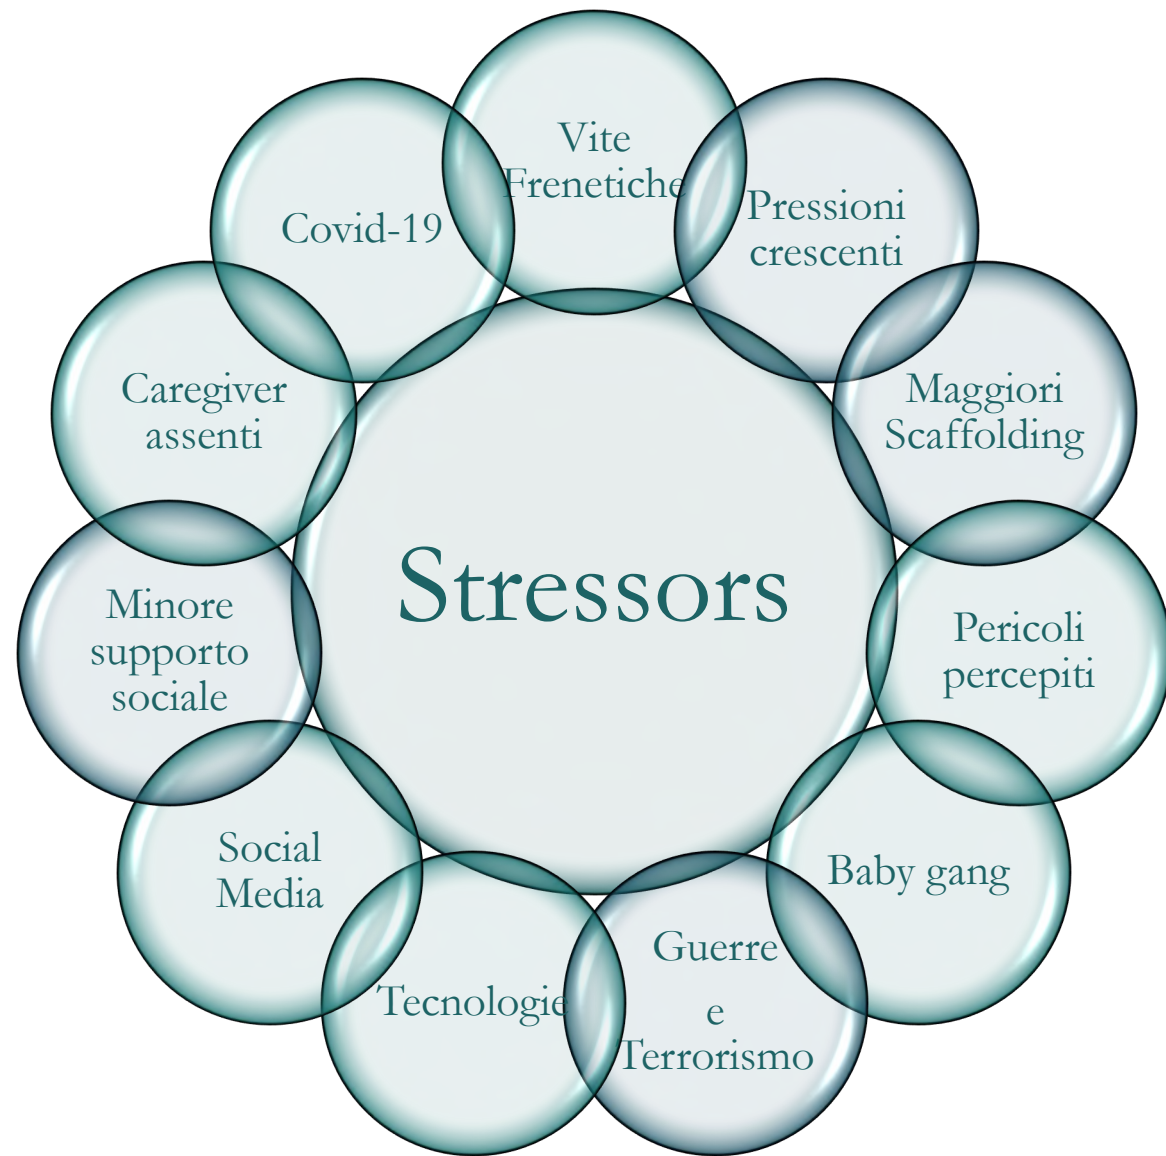 Stressors
Vite
Frenetiche
Pressioni
crescenti
Maggiori
Scaffolding
Pericoli
percepiti
Baby gang
Guerre
e
Terrorismo
Tecnologie
Social
Media
Minore
supporto
sociale
Caregiver
assenti
Covid-19